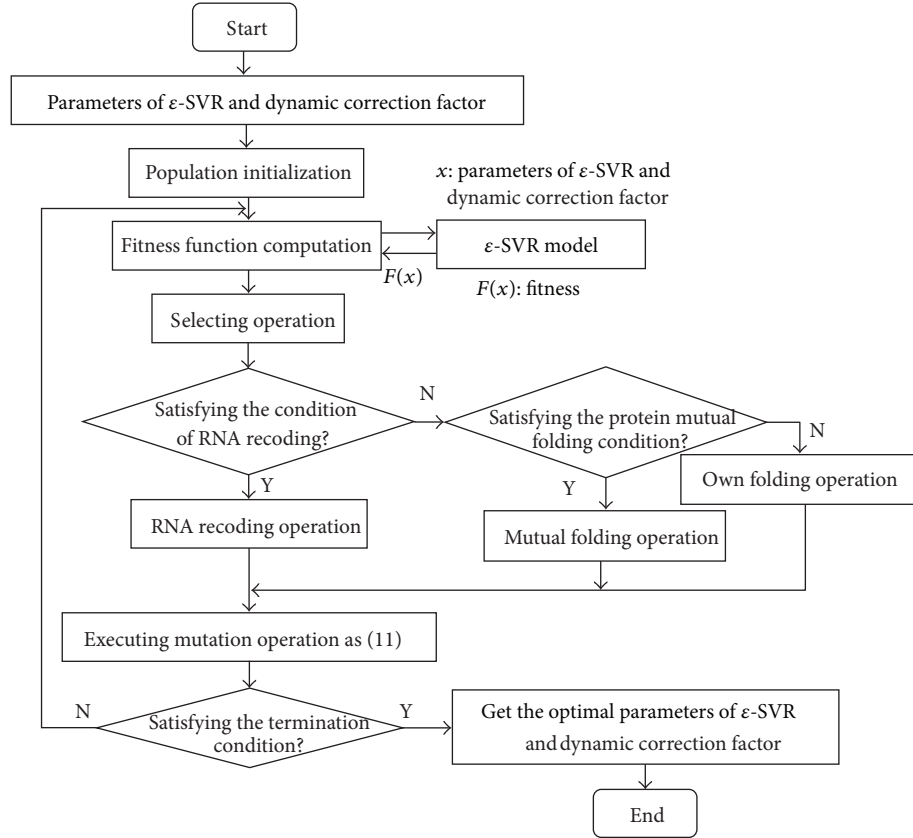 Start
Parameters of ε-SVR and dynamic correction factor
Population initialization
x: parameters of ε-SVR and
dynamic correction factor
Fitness function computation
ε-SVR model
F(x)
F(x): fitness
Selecting operation
Satisfying the condition
of RNA recoding?
N
Satisfying the protein mutual
folding condition?
N
Y
Y
Own folding operation
RNA recoding operation
Mutual folding operation
Executing mutation operation as (11)
N
Satisfying the termination
condition?
Y
Get the optimal parameters of ε-SVR
and dynamic correction factor
End